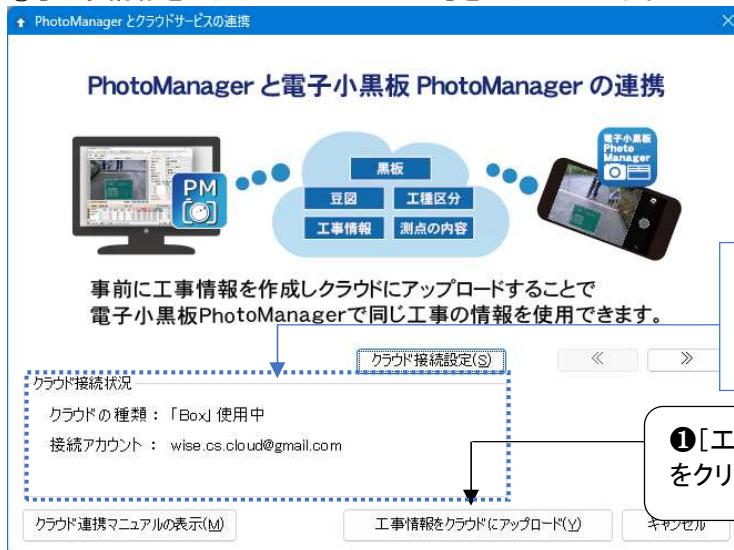 PhotoManager とクラウドサービスの連携
PhotoManager と電子小黒板 PhotoManager の連携
PM
黒板
豆図
工種区分
工事情報
測点の内容
電子小黒板
Photo
Manager
事前に工事情報を作成しクラウドにアップロードすることで
電子小黒板PhotoManagerで同じ工事の情報を使用できます。
クラウド接続設定(S)
≪
≫
クラウド接続状況
クラウドの種類：「Box」使用中
接続アカウント： wise.cs.cloud@gmail.com
❶[工
をクリ
クラウド連携マニュアルの表示(M)
工事情報をクラウドにアップロード(Y)
キャンセル